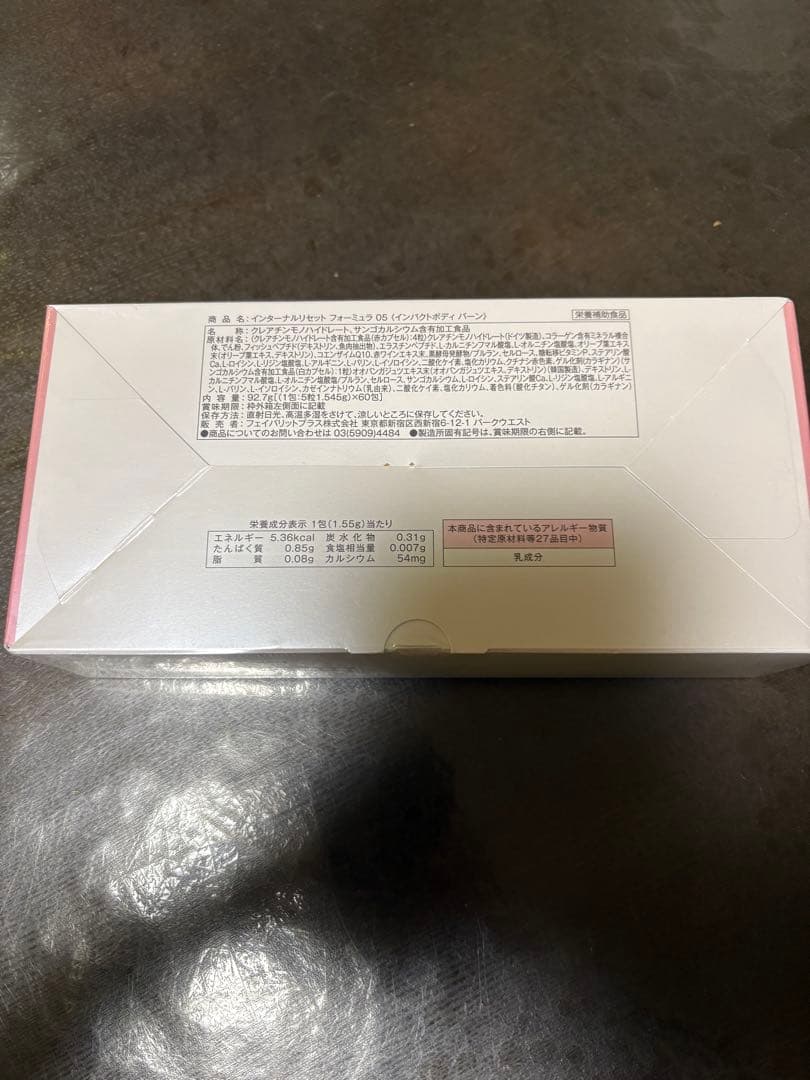 商品名：インターナルリセット フォーミュラ 05 《インパクトボディ バーン》
栄養補助食品
名称：クレアチンモノハイドレート、サンゴカルシウム含有加工食品
原材料名：〈クレアチンモノハイドレート含有加工食品(赤カプセル):4粒〉クレアチンモノハイドレート(ドイツ製造)、コラーゲン含有ミネラル複合
体、でん粉、フィッシュペプチド(デキストリン、魚肉抽出物)、エラスチンペプチド、L-カルニチンフマル酸塩、L-オルニチン塩酸塩、オリーブ葉エキス
末(オリーブ葉エキス、デキストリン)、コエンザイムQ10、赤ワインエキス末、黒酵母発酵物/プルラン、セルロース、糖転移ビタミンP、ステアリン酸
Ca、L-ロイシン、L-リジン塩酸塩、L-アルギニン、L-バリン、L-イソロイシン、二酸化ケイ素、塩化カリウム、クチナシ赤色素、ゲル化剤(カラギナン)〈サ
ンゴカルシウム含有加工食品(白カプセル):1粒〉オオバンガジュツエキス末(オオバンガジュツエキス、デキストリン)(韓国製造)、デキストリン、L-
カルニチンフマル酸塩、L-オルニチン塩酸塩/プルラン、セルロース、サンゴカルシウム、L-ロイシン、ステアリン酸Ca、L-リジン塩酸塩、L-アルギニ
ン、L-バリン、L-イソロイシン、カゼインナトリウム(乳由来)、二酸化ケイ素、塩化カリウム、着色料(酸化チタン)、ゲル化剤(カラギナン)
内容量：92.7g[(1包:5粒1.545g)×60包]
賞味期限：枠外箱左側面に記載
保存方法：直射日光、高温多湿をさけて、涼しいところに保存してください。
販売者：フェイバリットプラス株式会社 東京都新宿区西新宿6-12-1 パークウエスト
●商品についてのお問い合わせは 03(5909)4484 ●製造所固有記号は、賞味期限の右側に記載。
栄養成分表示 1包(1.55g)当たり
エネルギー 5.36kcal 炭水化物 0.31g
たんぱく質 0.85g 食塩相当量 0.007g
脂質 0.08g カルシウム 54mg
本商品に含まれているアレルギー物質
(特定原材料等27品目中)
乳成分